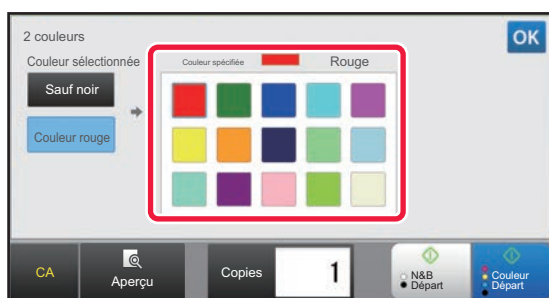 2 couleurs
OK
Couleur sélectionnée
Couleur spécifiée
Rouge
Sauf noir
Couleur rouge
CA
Aperçu
Copies
1
N&B
Départ
Couleur
Départ